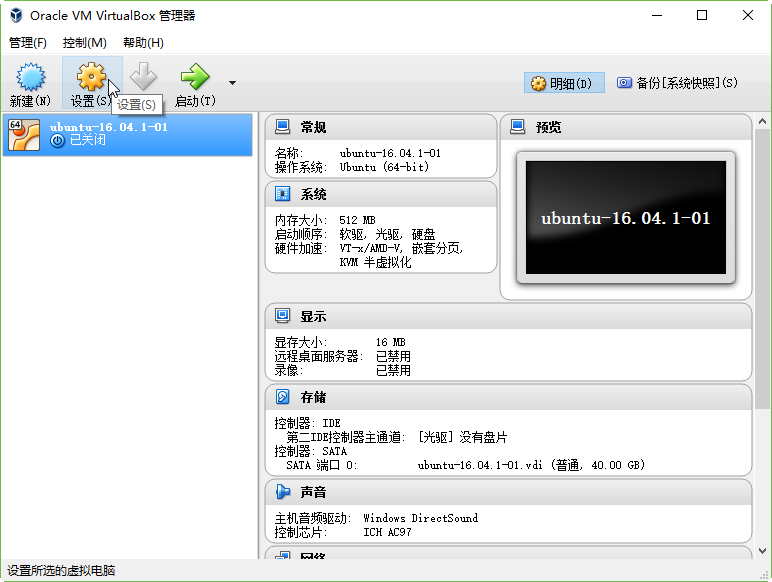 Oracle VM VirtualBox 管理器
管理(F) 控制(M) 帮助(H)
新建(N) 设置(S) 启动(T) 明细(D) 备份[系统快照](S)
设置(S)
64
ubuntu-16.04.1-01
已关闭
常规
名称: ubuntu-16.04.1-01
操作系统: Ubuntu (64-bit)
预览
ubuntu-16.04.1-01
系统
内存大小: 512 MB
启动顺序: 软驱, 光驱, 硬盘
硬件加速: VT-x/AMD-V, 嵌套分页,
KVM 半虚拟化
显示
显存大小: 16 MB
远程桌面服务器: 已禁用
录像: 已禁用
存储
控制器: IDE
第二IDE控制器主通道: [光驱] 没有盘片
控制器: SATA
SATA 端口 0: ubuntu-16.04.1-01.vdi (普通, 40.00 GB)
声音
主机音频驱动: Windows DirectSound
控制芯片: ICH AC97
网络
设置所选的虚拟电脑